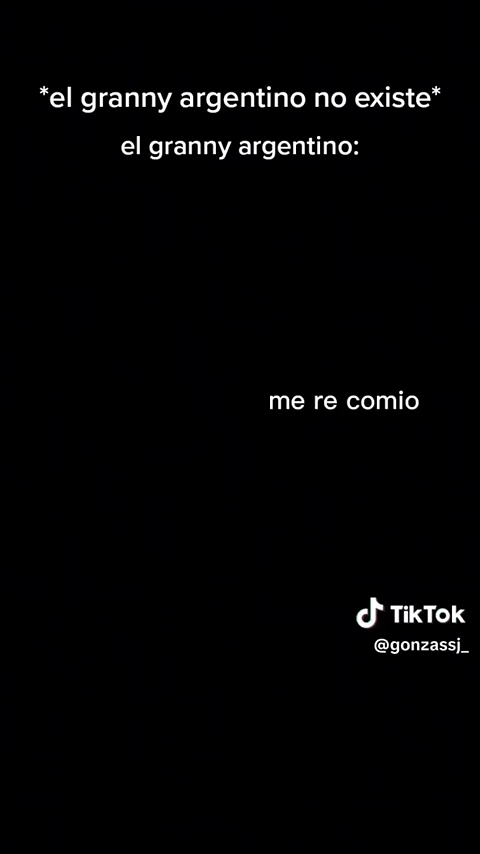 *el granny argentino no existe*
el granny argentino:
me re comio
TikTok
@gonzassj_